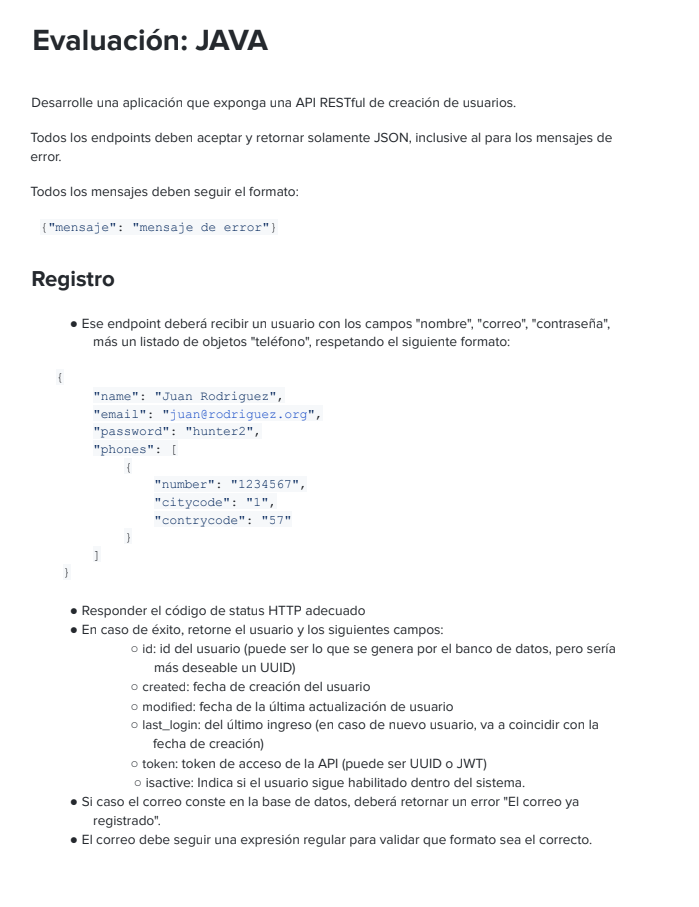 Evaluación: JAVA
Desarrolle una aplicación que exponga una API RESTful de creación de usuarios.
Todos los endpoints deben aceptar y retornar solamente JSON, inclusive al para los mensajes de
error.
Todos los mensajes deben seguir el formato:
{"mensaje": "mensaje de error"}
Registro
● Ese endpoint deberá recibir un usuario con los campos "nombre", "correo", "contraseña",
más un listado de objetos "teléfono", respetando el siguiente formato:
{
"name": "Juan Rodriguez",
"email": "juan@rodriguez.org",
"password": "hunter2",
"phones": [
{
"number": "1234567",
"citycode": "1",
"contrycode": "57"
}
]
}
● Responder el código de status HTTP adecuado
● En caso de éxito, retorne el usuario y los siguientes campos:
○ id: id del usuario (puede ser lo que se genera por el banco de datos, pero sería
más deseable un UUID)
○ created: fecha de creación del usuario
○ modified: fecha de la última actualización de usuario
○ last_login: del último ingreso (en caso de nuevo usuario, va a coincidir con la
fecha de creación)
○ token: token de acceso de la API (puede ser UUID o JWT)
○ isactive: Indica si el usuario sigue habilitado dentro del sistema.
● Si caso el correo conste en la base de datos, deberá retornar un error "El correo ya
registrado".
● El correo debe seguir una expresión regular para validar que formato sea el correcto.